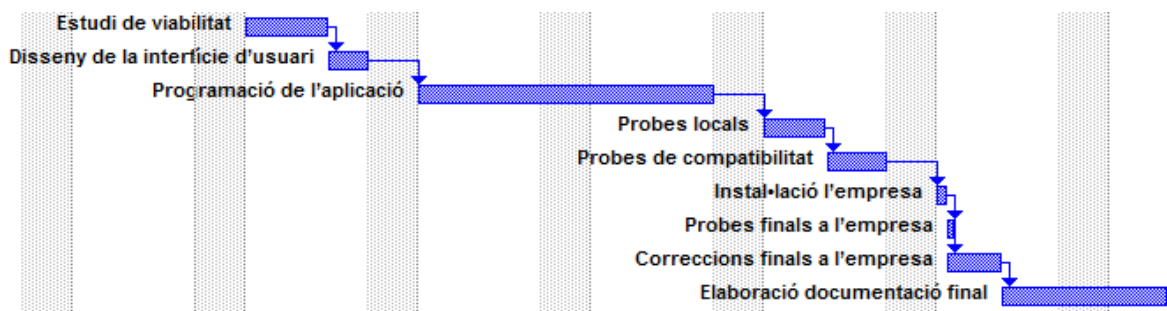 Estudi de viabilitat
Disseny de la interfície d'usuari
Programació de l'aplicació
Probes locals
Probes de compatibilitat
Instal•lació l'empresa
Probes finals a l'empresa
Correccions finals a l'empresa
Elaboració documentació final